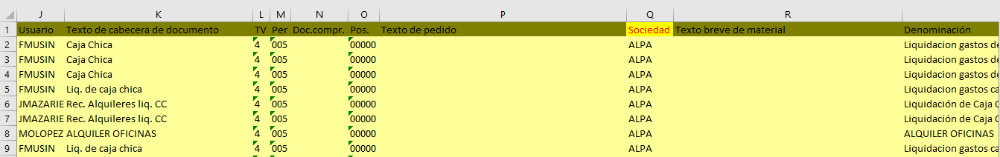 J K L M N O P Q R
1 Usuario Texto de cabecera de documento TV Per Doc.compr. Pos. Texto de pedido Sociedad Texto breve de material Denominación
2 FMUSIN Caja Chica 4 005 00000 ALPA Liquidacion gastos de
3 FMUSIN Caja Chica 4 005 00000 ALPA Liquidacion gastos de
4 FMUSIN Caja Chica 4 005 00000 ALPA Liquidacion gastos de
5 FMUSIN Liq. de caja chica 4 005 00000 ALPA Liquidacion gastos ca
6 JMAZARIE Rec. Alquileres liq. CC 4 005 00000 ALPA Liquidación de Caja C
7 JMAZARIE Rec. Alquileres liq. CC 4 005 00000 ALPA Liquidación de Caja C
8 MOLOPEZ ALQUILER OFICINAS 4 005 00000 ALPA ALQUILER OFICINAS
9 FMUSIN Liq. de caja chica 4 005 00000 ALPA Liquidacion gastos ca